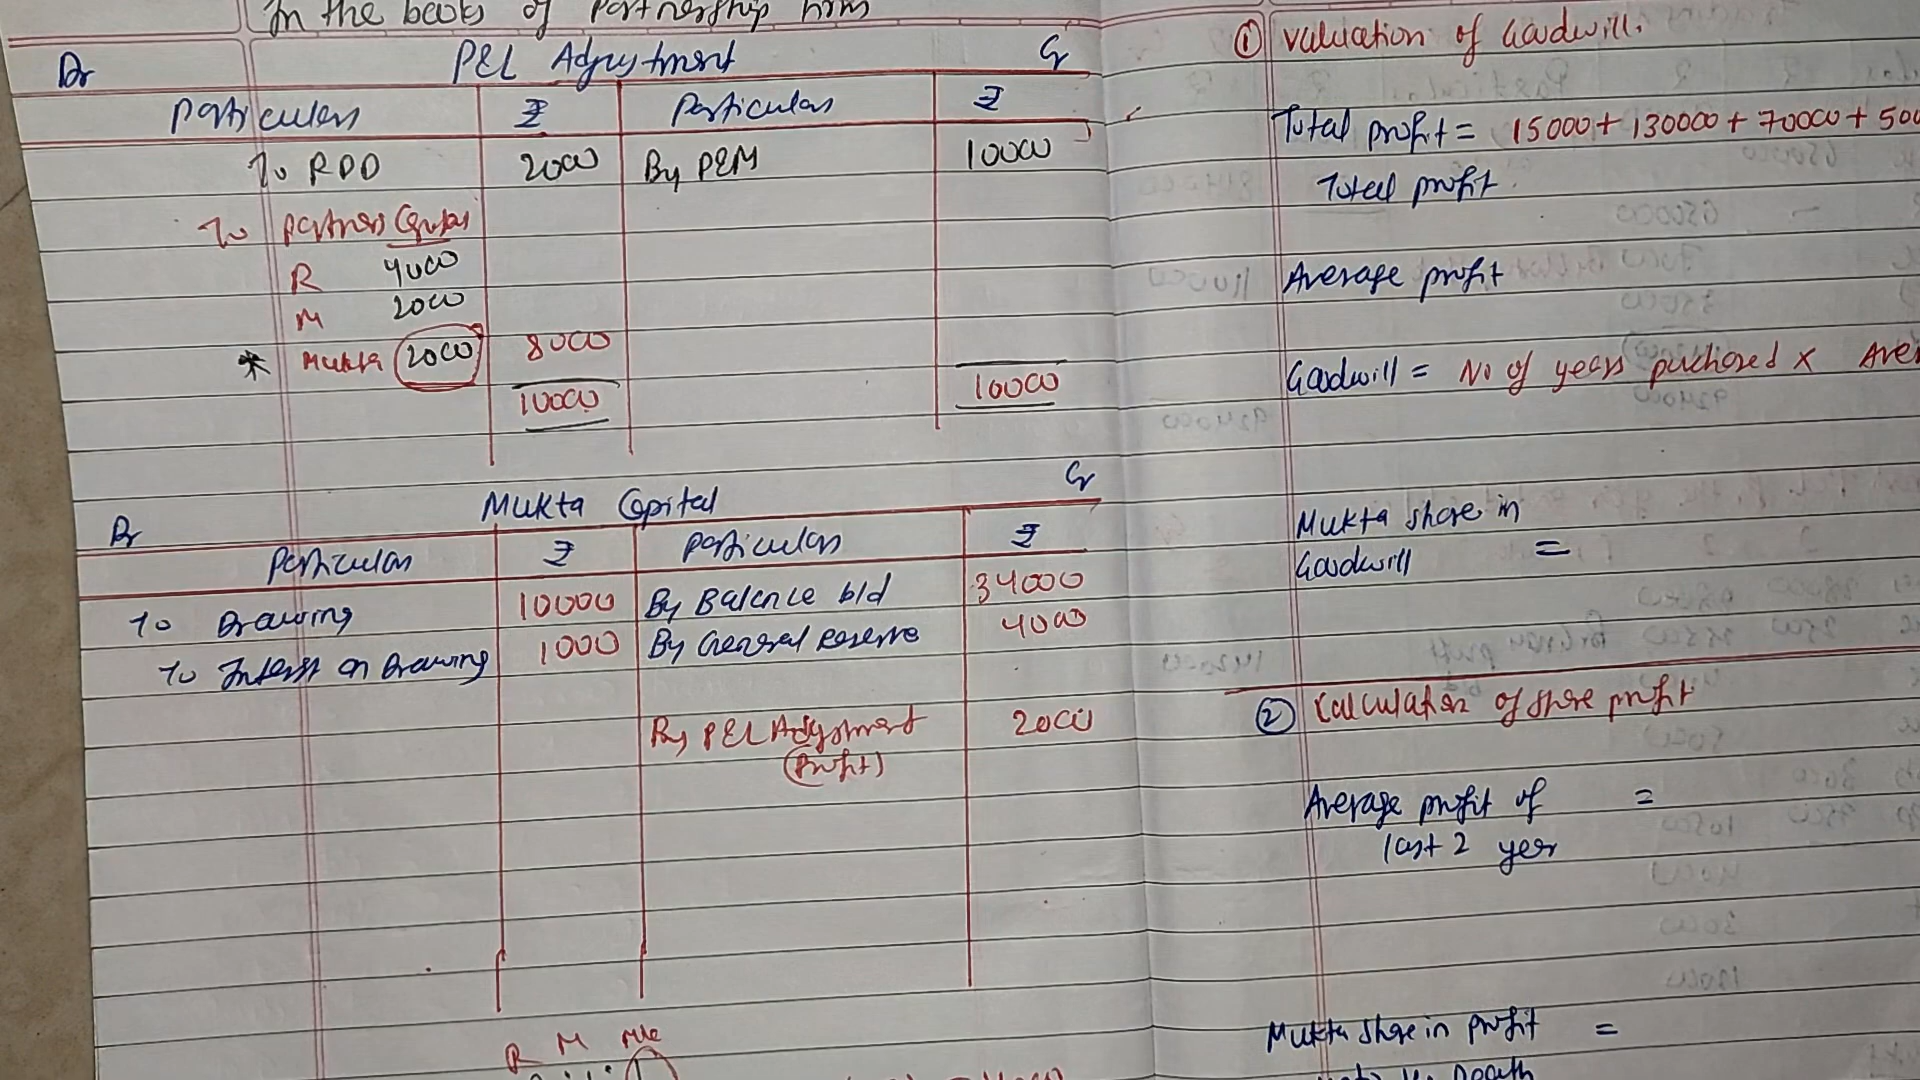 In the books of Partnership firm
Dr P&L Adjustment Cr
Particulars ₹ Particulars ₹
To RDD 2000 By P&M 10000
To Partners Capital
R 4000
M 2000
* Mukta 2000 8000
10000 10000
Mukta Capital Cr
Dr
Particulars ₹ Particulars ₹
To Drawing 10000 By Balance b/d 34000
To Interest on Drawing 1000 By General Reserve 4000
By P&L Adjustment 2000
(Profit)
R M Mu
① Valuation of Goodwill.
Total profit = 15000 + 130000 + 70000 + 500
Total profit
Average profit
Goodwill = No of years purchased x Aver
Mukta share in
Goodwill =
② Calculation of share profit
Average profit of =
last 2 year
Mukta share in profit =
Death